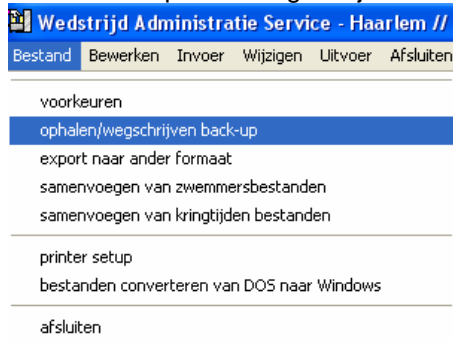 Wedstrijd Administratie Service - Haarlem //
Bestand Bewerken Invoer Wijzigen Uitvoer Afsluiten
voorkeuren
ophalen/wegschrijven back-up
export naar ander formaat
samenvoegen van zwemmersbestanden
samenvoegen van kringtijden bestanden
printer setup
bestanden converteren van DOS naar Windows
afsluiten